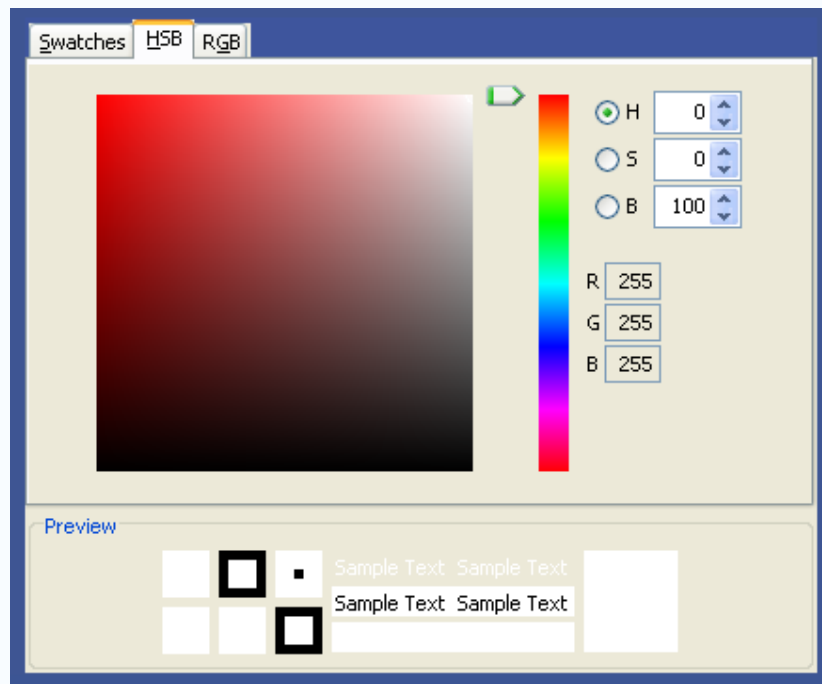 Swatches HSB RGB
H 0
S 0
B 100
R 255
G 255
B 255
Preview
Sample Text Sample Text
Sample Text Sample Text